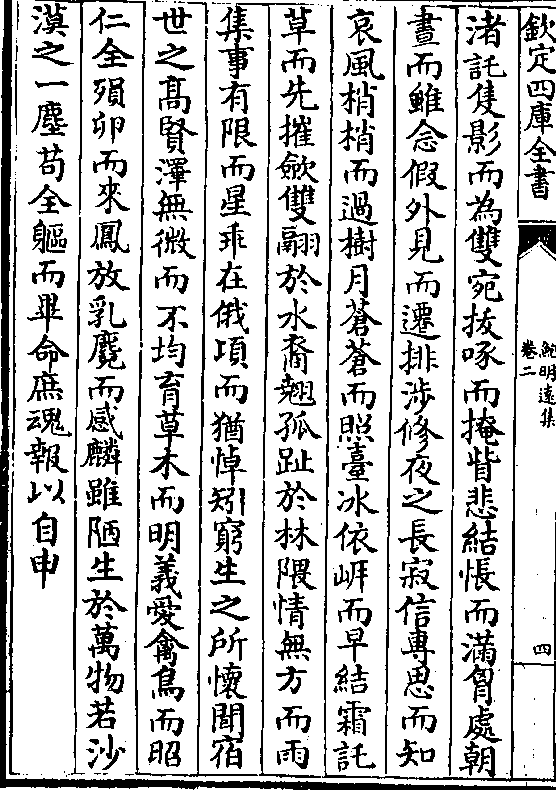 欽定四庫全書
鮑明遠集
卷二
四
渚託隻影而為雙宛拔啄而掩眥悲結悵而滿胷處朝
晝而雖念假外見而遷排涉修夜之長寂信專思而知
哀風梢梢而過樹月蒼蒼而照臺冰依岸而早結霜託
草而先摧歛雙翮於水裔翹孤趾於林隈情無方而雨
集事有限而星乖在俄頃而猶悼矧窮生之所懷聞宿
世之髙賢澤無微而不均育草木而明義愛禽鳥而昭
仁全殞卵而來鳳放乳麑而感麟雖陋生於萬物若沙
漠之一塵苟全軀而畢命庶魂報以自申